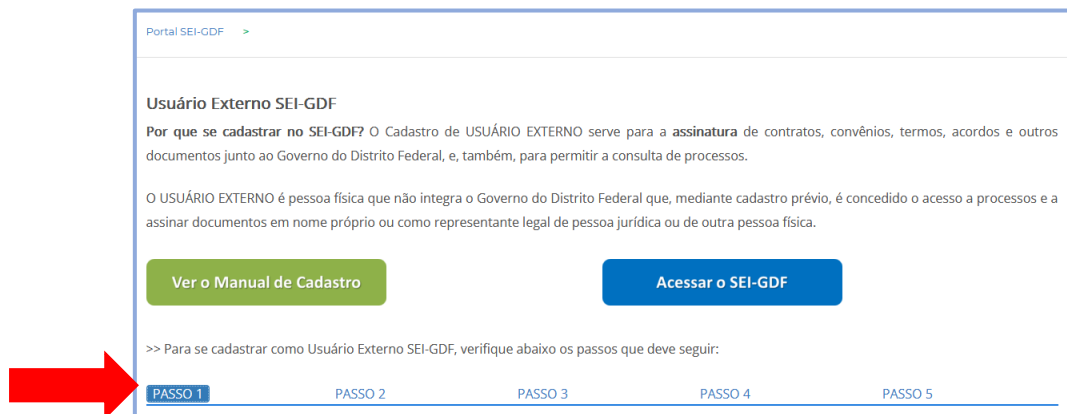 Portal SEI-GDF >
Usuário Externo SEI-GDF
Por que se cadastrar no SEI-GDF? O Cadastro de USUÁRIO EXTERNO serve para a assinatura de contratos, convênios, termos, acordos e outros
documentos junto ao Governo do Distrito Federal, e, também, para permitir a consulta de processos.
O USUÁRIO EXTERNO é pessoa física que não integra o Governo do Distrito Federal que, mediante cadastro prévio, é concedido o acesso a processos e a
assinar documentos em nome próprio ou como representante legal de pessoa jurídica ou de outra pessoa física.
Ver o Manual de Cadastro Acessar o SEI-GDF
>> Para se cadastrar como Usuário Externo SEI-GDF, verifique abaixo os passos que deve seguir:
PASSO 1 PASSO 2 PASSO 3 PASSO 4 PASSO 5